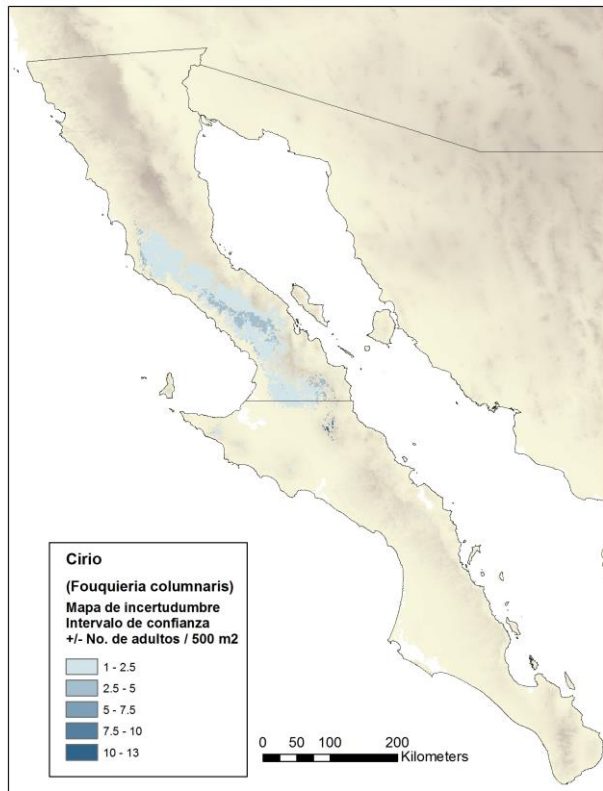 Cirio
(Fouquieria columnaris)
Mapa de incertudumbre
Intervalo de confianza
+/- No. de adultos / 500 m2
1 - 2.5
2.5 - 5
5 - 7.5
7.5 - 10
10 - 13
0 50 100 200
Kilometers